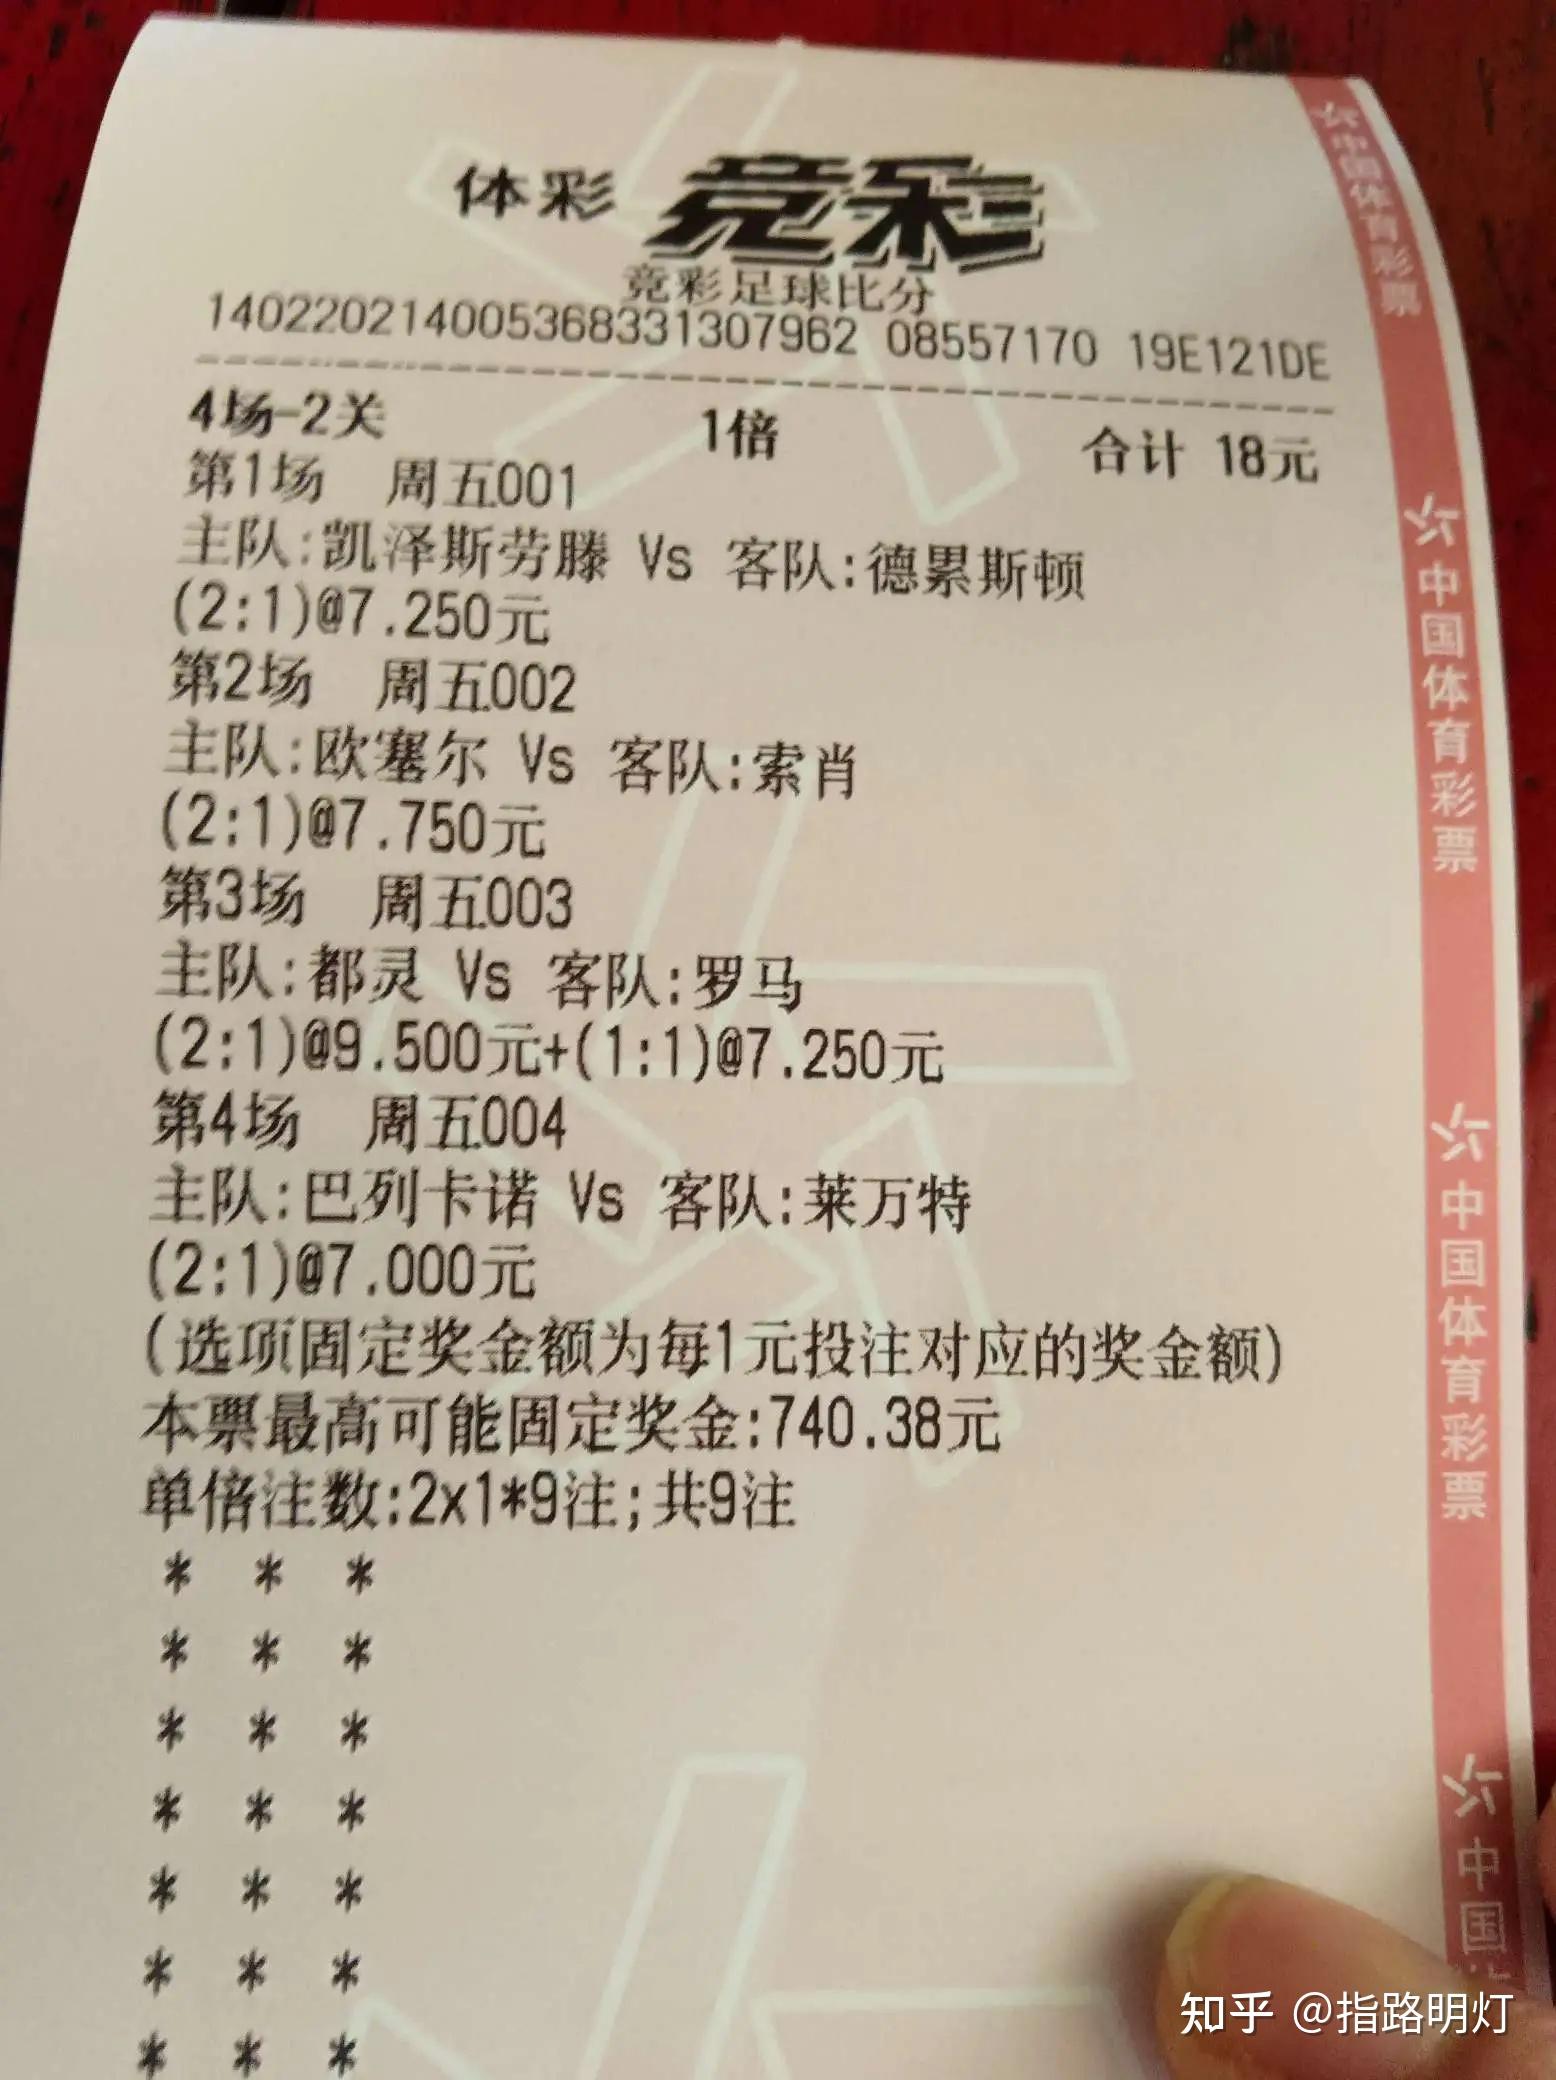 体彩 竞彩
竞彩足球比分
140220214005368331307962 08557170 19E121DE
4场-2关 1倍 合计 18元
第1场 周五001
主队:凯泽斯劳滕 Vs 客队:德累斯顿
(2:1)@7.250元
第2场 周五002
主队:欧塞尔 Vs 客队:索肖
(2:1)@7.750元
第3场 周五003
主队:都灵 Vs 客队:罗马
(2:1)@9.500元+(1:1)@7.250元
第4场 周五004
主队:巴列卡诺 Vs 客队:莱万特
(2:1)@7.000元
(选项固定奖金额为每1元投注对应的奖金额)
本票最高可能固定奖金:740.38元
单倍注数:2x1*9注;共9注
* * *
* * *
* * *
* * *
* * *
* * *
* * *
中国体育彩票
中国体育彩票
中国体育彩票
中国
知乎 @指路明灯